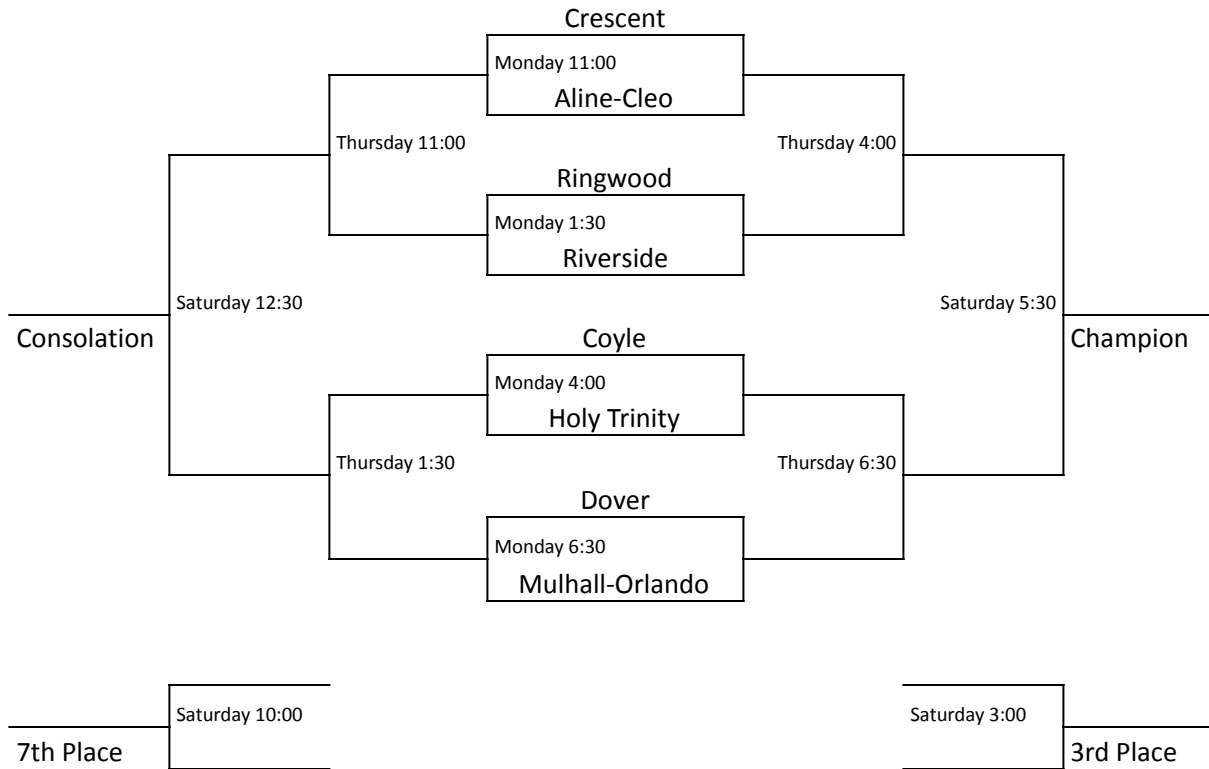 Crescent
Monday 11:00
Aline-Cleo
Thursday 11:00
Thursday 4:00
Ringwood
Monday 1:30
Riverside
Saturday 12:30
Saturday 5:30
Consolation
Coyle
Champion
Monday 4:00
Holy Trinity
Thursday 1:30
Thursday 6:30
Dover
Monday 6:30
Mulhall-Orlando
Saturday 10:00
Saturday 3:00
7th Place
3rd Place